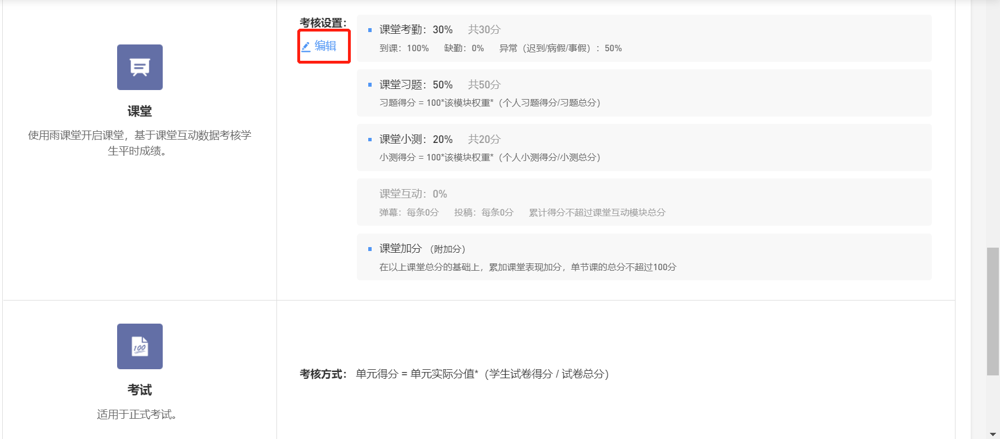 课堂
使用雨课堂开启课堂，基于课堂互动数据考核学
生平时成绩。
考核设置：
编辑
课堂考勤：30% 共30分
到课：100% 缺勤：0% 异常（迟到/病假/事假）：50%
课堂习题：50% 共50分
习题得分 = 100*该模块权重*（个人习题得分/习题总分）
课堂小测：20% 共20分
小测得分 = 100*该模块权重*（个人小测得分/小测总分）
课堂互动：0%
弹幕：每条0分 投稿：每条0分 累计得分不超过课堂互动模块总分
课堂加分 （附加分）
在以上课堂总分的基础上，累加课堂表现加分，单节课的总分不超过100分
100
考试
适用于正式考试。
考核方式： 单元得分 = 单元实际分值*（学生试卷得分 / 试卷总分）